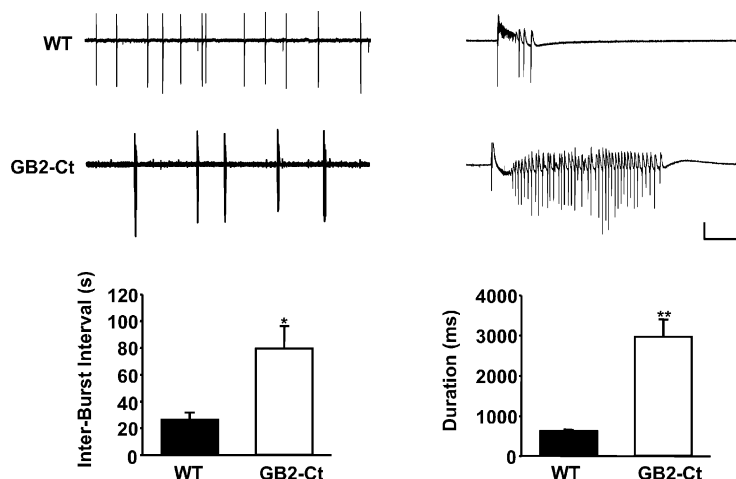 WT
GB2-Ct
Inter-Burst Interval (s)
120
100
80
60
40
20
0
*
WT
GB2-Ct
Duration (ms)
4000
3000
2000
1000
0
**
WT
GB2-Ct